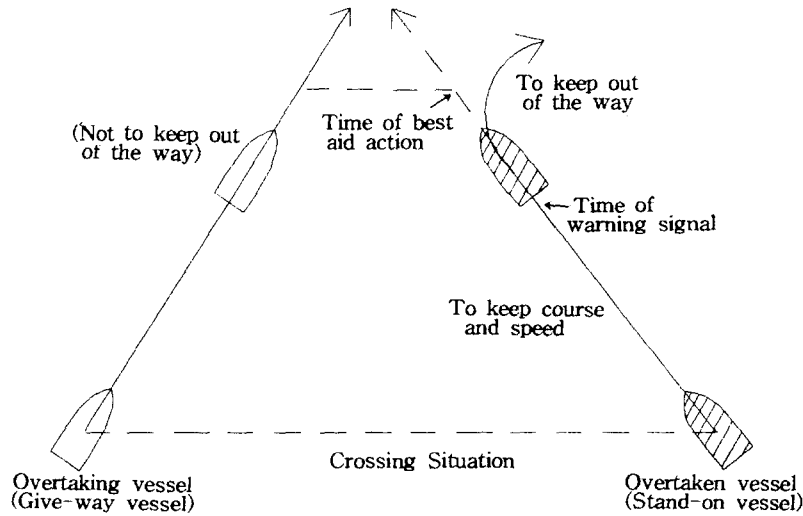 To keep out
of the way
Time of best
aid action
(Not to keep out
of the way)
Time of
warning signal
To keep course
and speed
Crossing Situation
Overtaking vessel
(Give-way vessel)
Overtaken vessel
(Stand-on vessel)